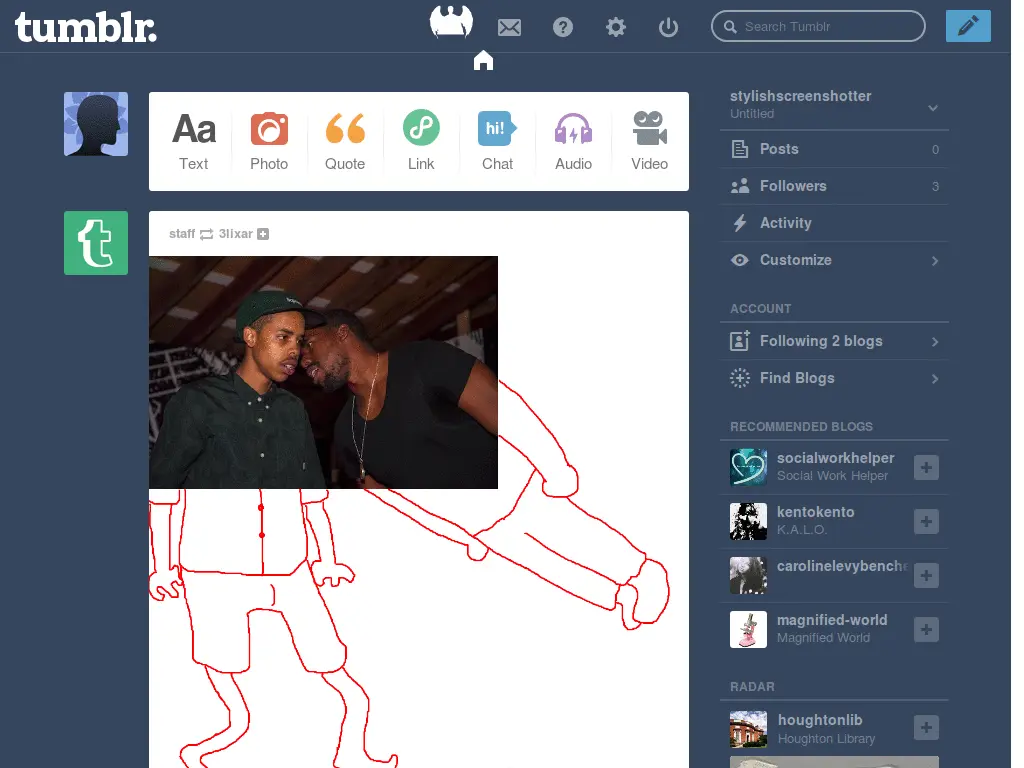 tumblr.
Search Tumblr
Aa
hi!
Text
Photo
Quote
Link
Chat
Audio
Video
staff 3lixar
stylishscreenshotter
Untitled
Posts 0
Followers 3
Activity
Customize
ACCOUNT
Following 2 blogs
Find Blogs
RECOMMENDED BLOGS
socialworkhelper
Social Work Helper
kentokento
K.A.L.O.
carolinelevybenche
magnified-world
Magnified World
RADAR
houghtonlib
Houghton Library